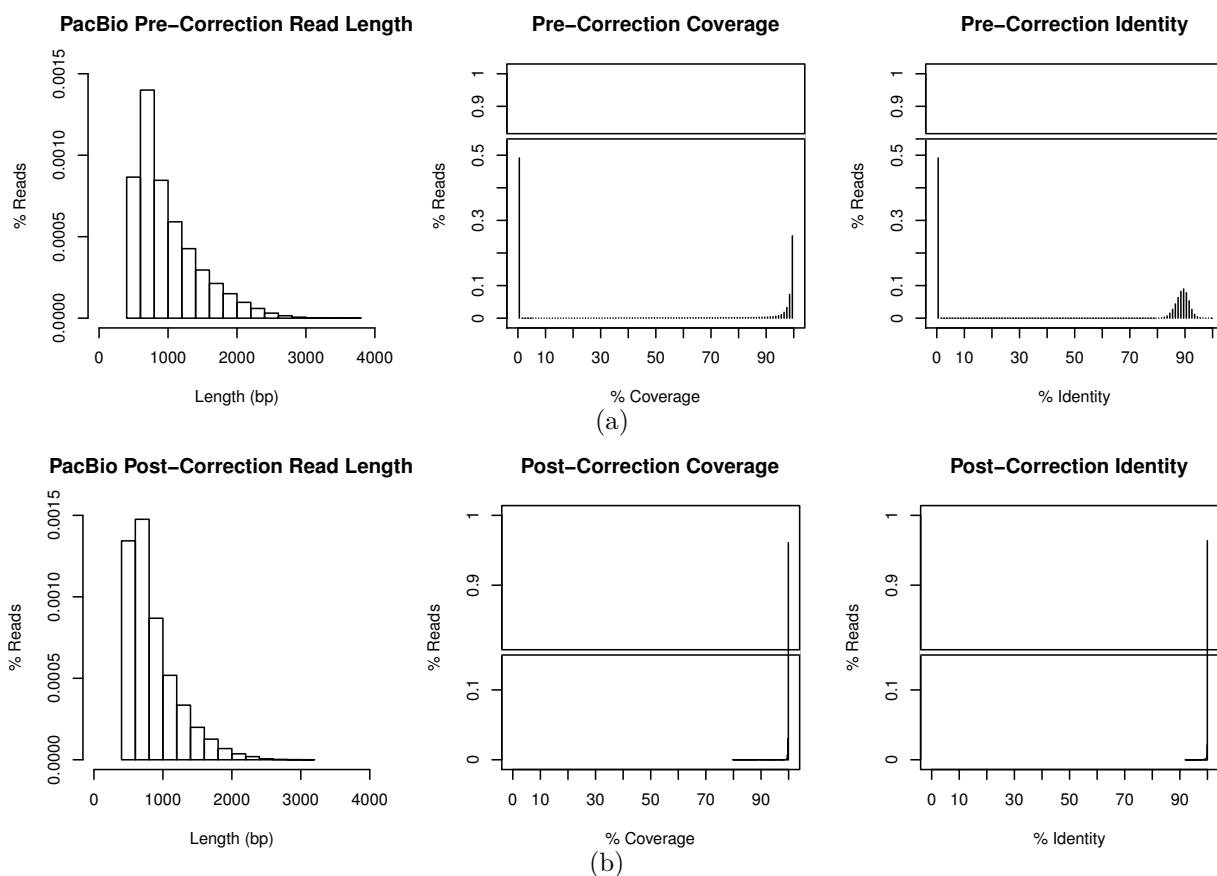 PacBio Pre−Correction Read Length
% Reads
0.0015
0.0010
0.0005
0.0000
0 1000 2000 3000 4000
Length (bp)
Pre−Correction Coverage
% Reads
1
0.9
0.5
0.3
0.1
0
0 10 30 50 70 90
% Coverage
Pre−Correction Identity
% Reads
1
0.9
0.5
0.3
0.1
0
0 10 30 50 70 90
% Identity
(a)
PacBio Post−Correction Read Length
% Reads
0.0015
0.0010
0.0005
0.0000
0 1000 2000 3000 4000
Length (bp)
Post−Correction Coverage
% Reads
1
0.9
0.1
0
0 10 30 50 70 90
% Coverage
Post−Correction Identity
% Reads
1
0.9
0.1
0
0 10 30 50 70 90
% Identity
(b)